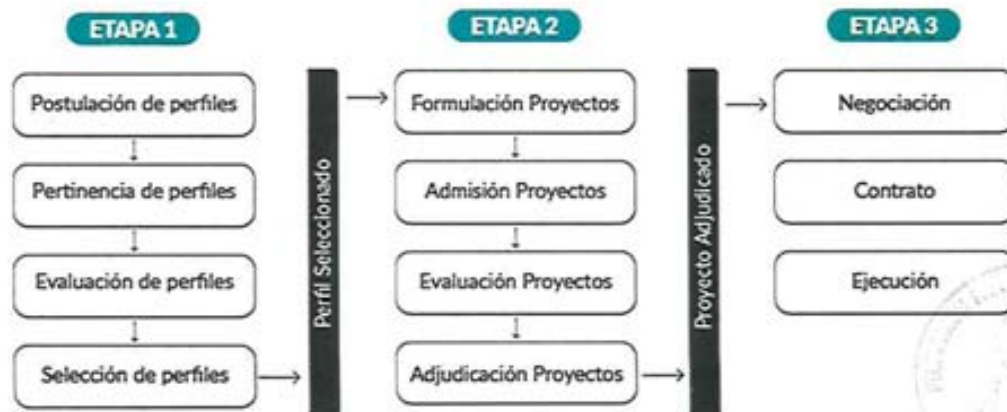 ETAPA 1
Postulación de perfiles
Pertinencia de perfiles
Evaluación de perfiles
Selección de perfiles
Perfil Seleccionado
ETAPA 2
Formulación Proyectos
Admisión Proyectos
Evaluación Proyectos
Adjudicación Proyectos
Proyecto Adjudicado
ETAPA 3
Negociación
Contrato
Ejecución